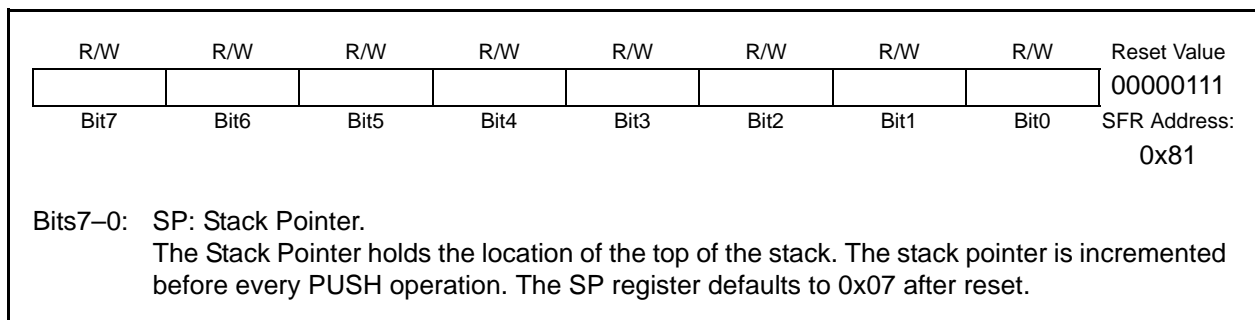 R/W R/W R/W R/W R/W R/W R/W R/W Reset Value
00000111
Bit7 Bit6 Bit5 Bit4 Bit3 Bit2 Bit1 Bit0 SFR Address:
0x81
Bits7–0: SP: Stack Pointer.
The Stack Pointer holds the location of the top of the stack. The stack pointer is incremented
before every PUSH operation. The SP register defaults to 0x07 after reset.